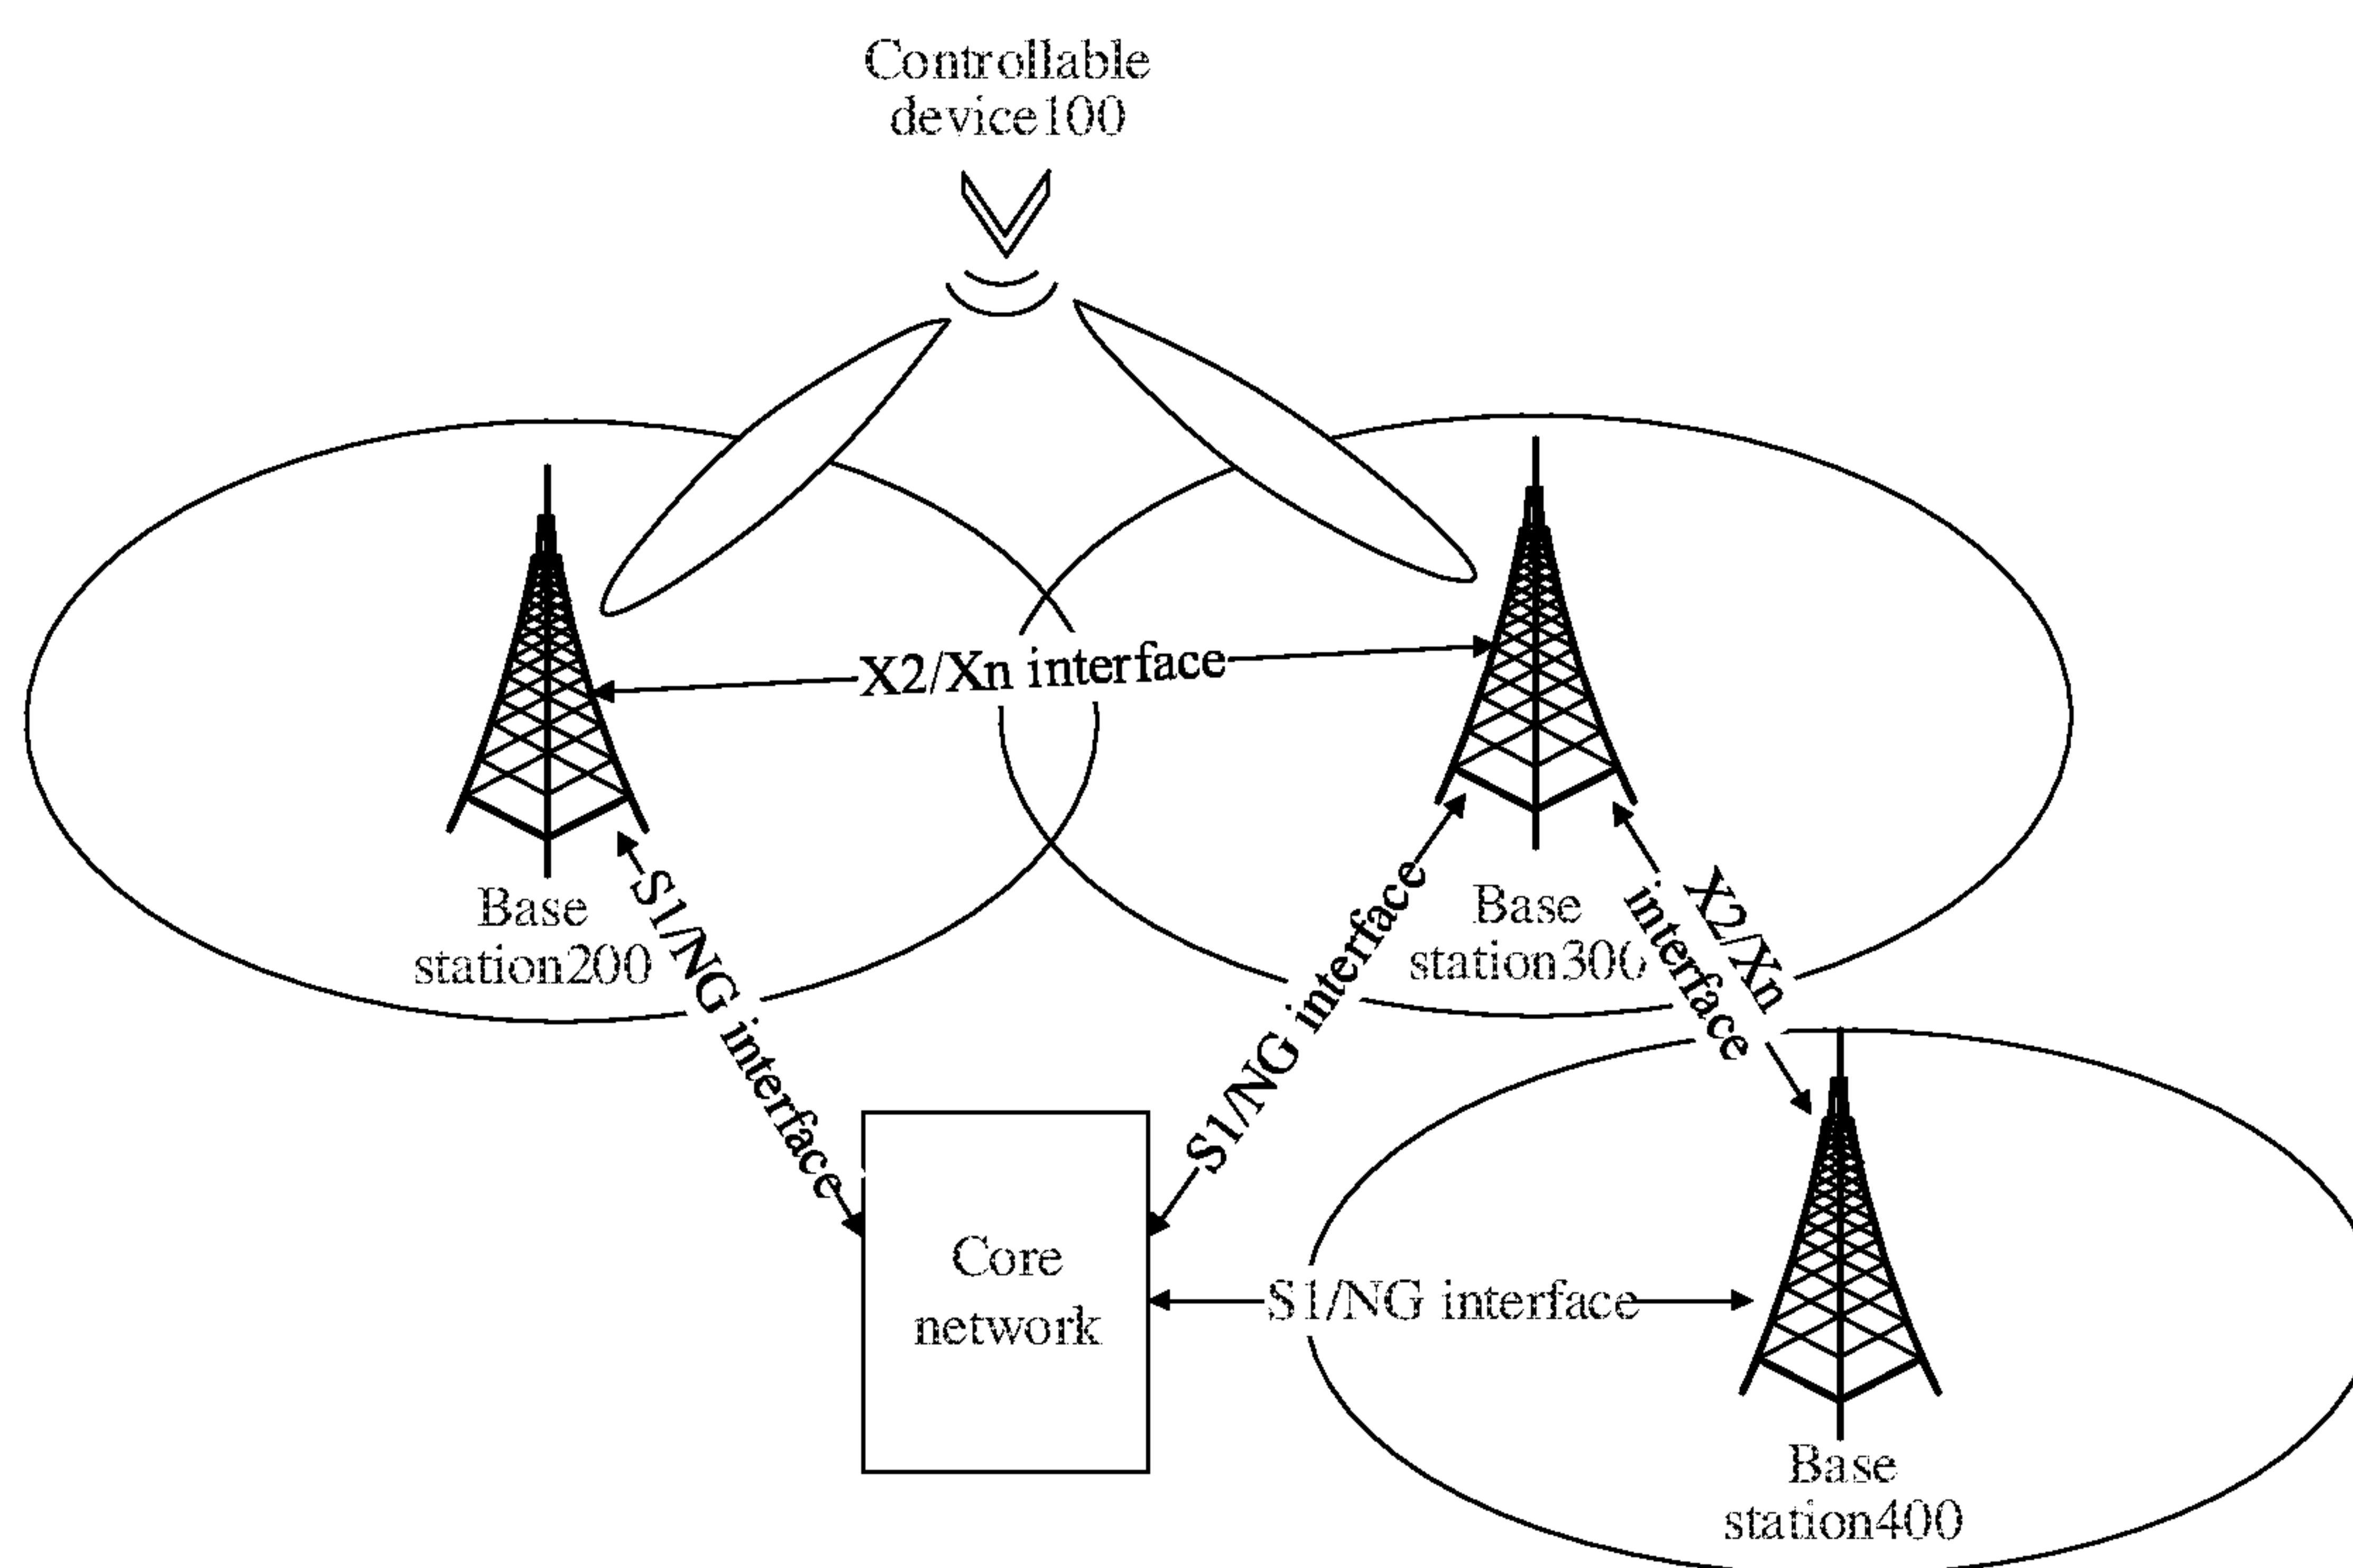 Controllable
device100
X2/Xn interface
Base
station200
S1/NG interface
S1/NG interface
Base
station300
X2/Xn
interface
Core
network
S1/NG interface
Base
station400